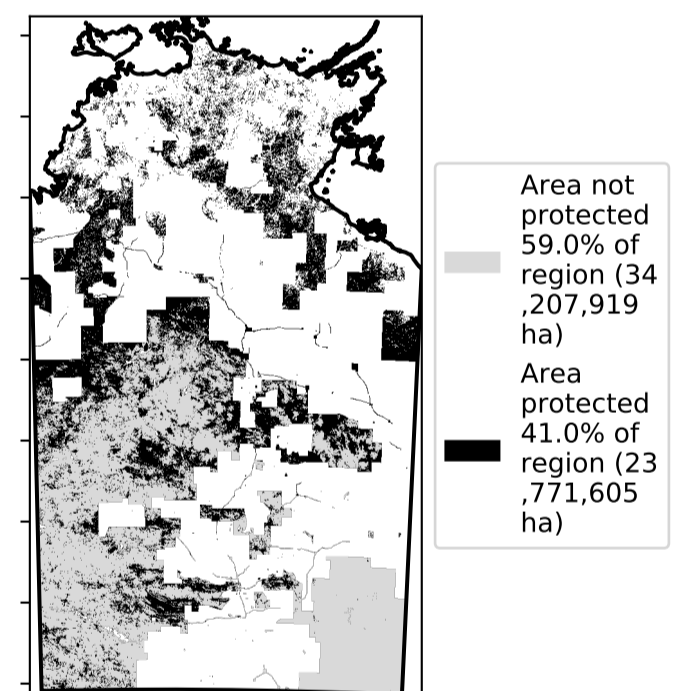 Area not
protected
59.0% of
region (34
,207,919
ha)
Area
protected
41.0% of
region (23
,771,605
ha)